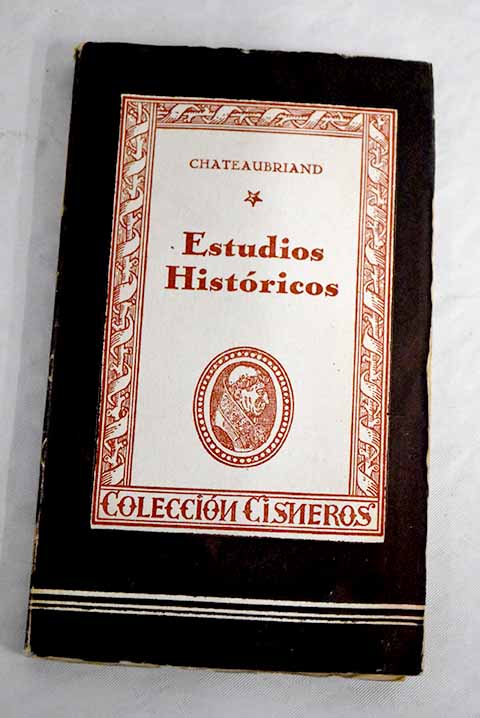 CHATEAUBRIAND
Estudios
Históricos
COLECCIÓN CISNEROS